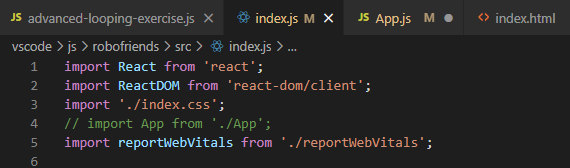 advanced-looping-exercise.js index.js M App.js M index.html
vscode > js > robofriends > src > index.js > ...
1 import React from 'react';
2 import ReactDOM from 'react-dom/client';
3 import './index.css';
4 // import App from './App';
5 import reportWebVitals from './reportWebVitals';
6